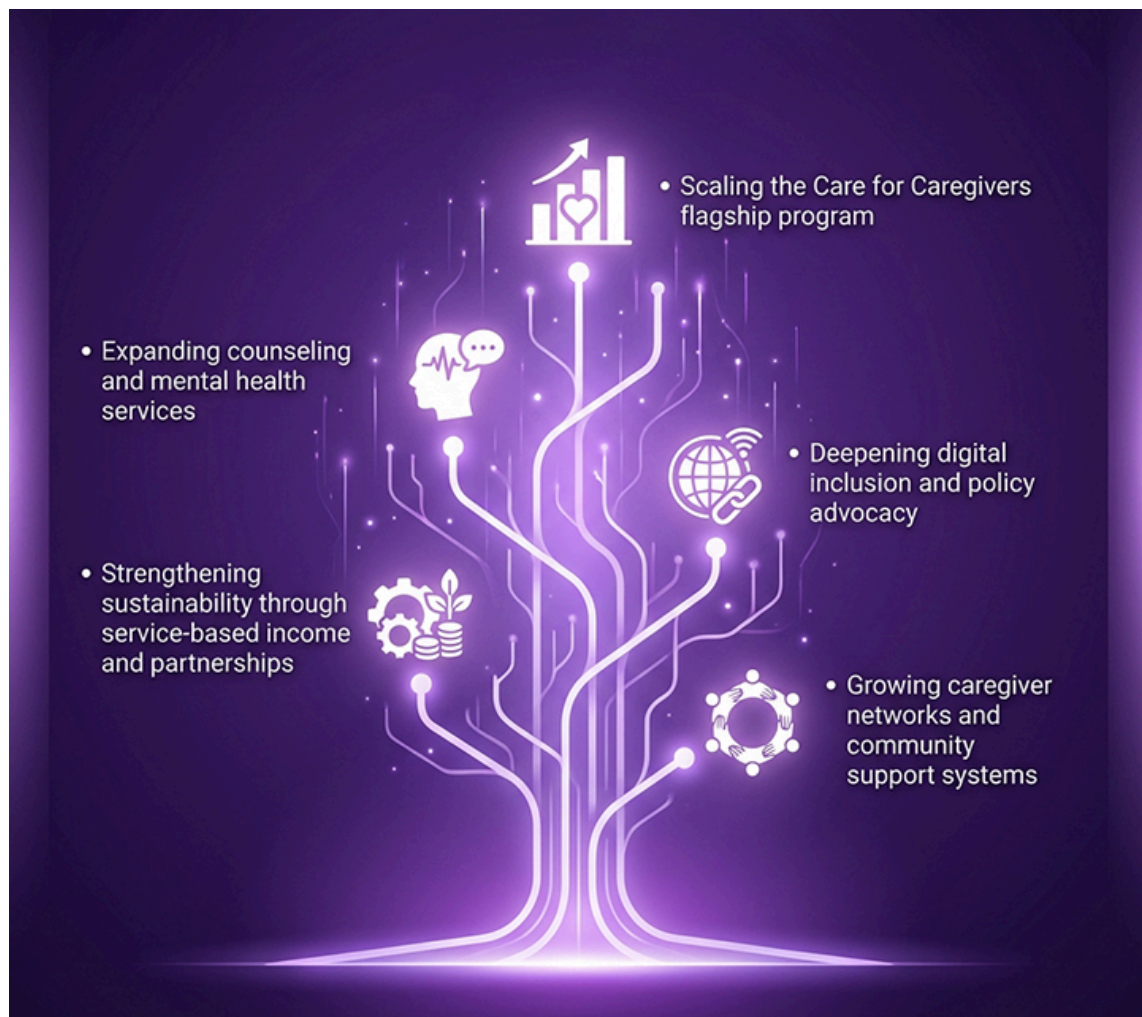 • Scaling the Care for Caregivers
flagship program
• Expanding counseling
and mental health
services
• Deepening digital
inclusion and policy
advocacy
• Strengthening
sustainability through
service-based income
and partnerships
• Growing caregiver
networks and
community
support systems